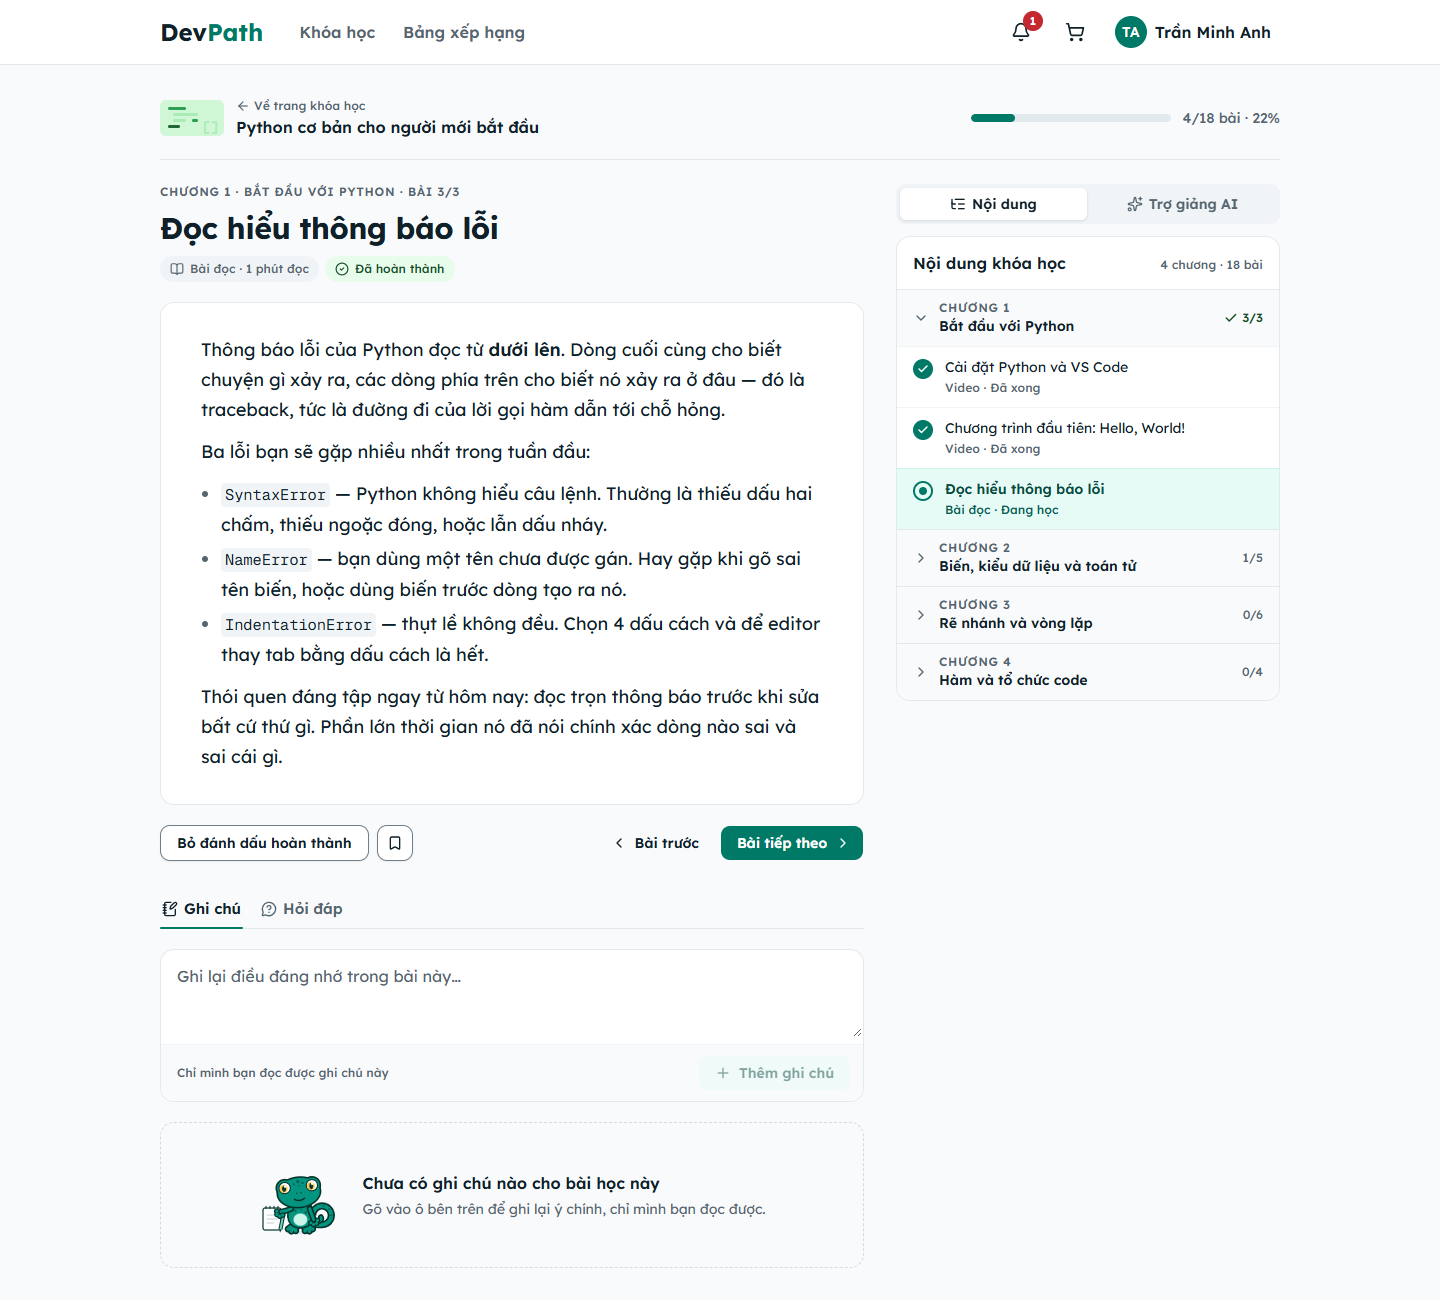 DevPath
Khóa học
Bảng xếp hạng
1
TA
Trần Minh Anh
Về trang khóa học
Python cơ bản cho người mới bắt đầu
4/18 bài · 22%
CHƯƠNG 1 · BẮT ĐẦU VỚI PYTHON · BÀI 3/3
Đọc hiểu thông báo lỗi
Bài đọc · 1 phút đọc
Đã hoàn thành
Thông báo lỗi của Python đọc từ dưới lên. Dòng cuối cùng cho biết
chuyện gì xảy ra, các dòng phía trên cho biết nó xảy ra ở đâu — đó là
traceback, tức là đường đi của lời gọi hàm dẫn tới chỗ hỏng.
Ba lỗi bạn sẽ gặp nhiều nhất trong tuần đầu:
• SyntaxError — Python không hiểu câu lệnh. Thường là thiếu dấu hai
chấm, thiếu ngoặc đóng, hoặc lẫn dấu nháy.
• NameError — bạn dùng một tên chưa được gán. Hay gặp khi gõ sai
tên biến, hoặc dùng biến trước dòng tạo ra nó.
• IndentationError — thụt lề không đều. Chọn 4 dấu cách và để editor
thay tab bằng dấu cách là hết.
Thói quen đáng tập ngay từ hôm nay: đọc trọn thông báo trước khi sửa
bất cứ thứ gì. Phần lớn thời gian nó đã nói chính xác dòng nào sai và
sai cái gì.
Bỏ đánh dấu hoàn thành
Bài trước
Bài tiếp theo
Ghi chú
Hỏi đáp
Ghi lại điều đáng nhớ trong bài này...
Chỉ mình bạn đọc được ghi chú này
Thêm ghi chú
Chưa có ghi chú nào cho bài học này
Gõ vào ô bên trên để ghi lại ý chính, chỉ mình bạn đọc được.
Nội dung
Trợ giảng AI
Nội dung khóa học
4 chương · 18 bài
CHƯƠNG 1
Bắt đầu với Python
3/3
Cài đặt Python và VS Code
Video · Đã xong
Chương trình đầu tiên: Hello, World!
Video · Đã xong
Đọc hiểu thông báo lỗi
Bài đọc · Đang học
CHƯƠNG 2
Biến, kiểu dữ liệu và toán tử
1/5
CHƯƠNG 3
Rẽ nhánh và vòng lặp
0/6
CHƯƠNG 4
Hàm và tổ chức code
0/4